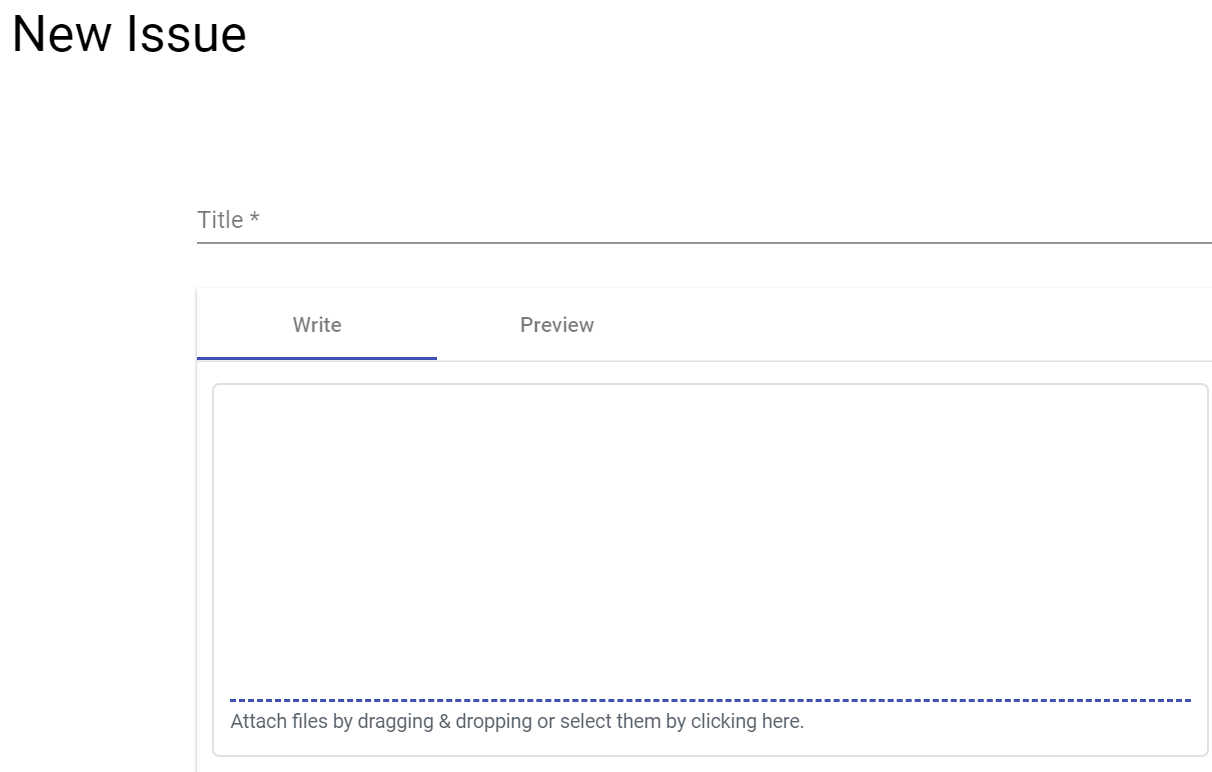 New Issue
Title *
Write Preview
Attach files by dragging & dropping or select them by clicking here.